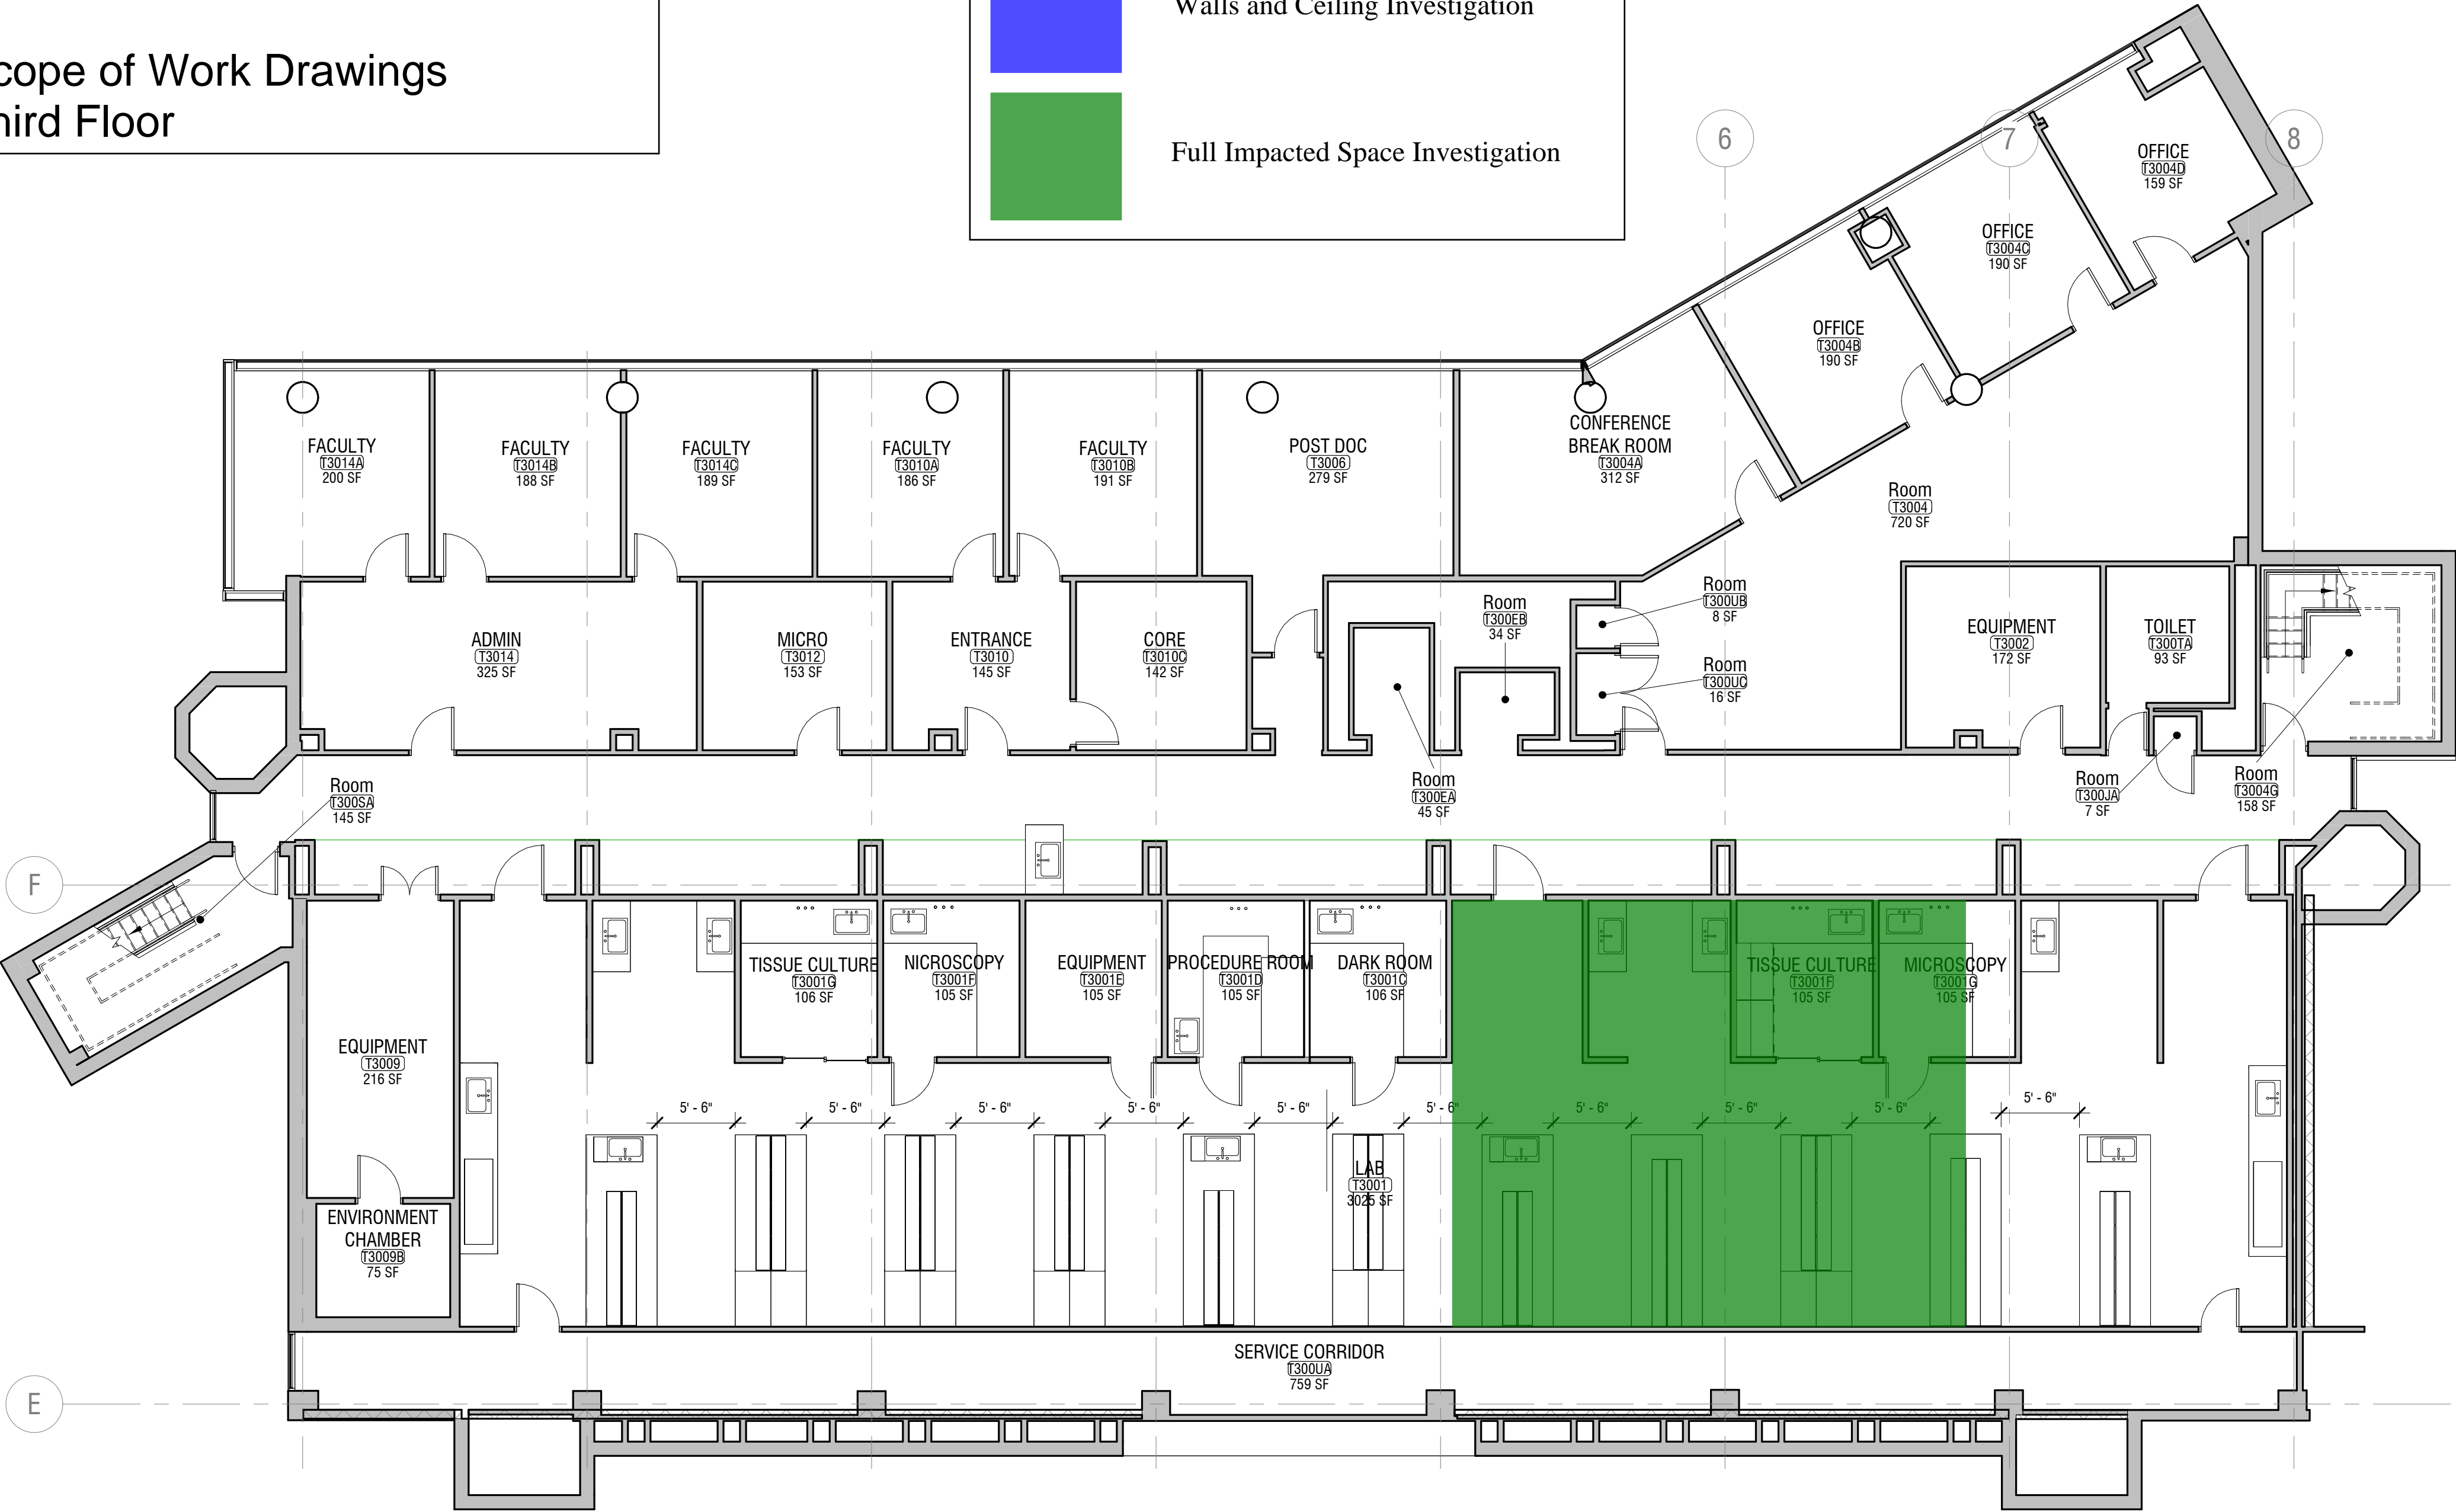 Walls and Ceiling Investigation
cope of Work Drawings
hird Floor
Full Impacted Space Investigation
6
7
8
OFFICE
T3004D
159 SF
OFFICE
T3004C
190 SF
OFFICE
T3004B
190 SF
FACULTY
T3014A
200 SF
FACULTY
T3014B
188 SF
FACULTY
T3014C
189 SF
FACULTY
T3010A
186 SF
FACULTY
T3010B
191 SF
POST DOC
T3006
279 SF
CONFERENCE
BREAK ROOM
T3004A
312 SF
Room
T3004
720 SF
ADMIN
T3014
325 SF
MICRO
T3012
153 SF
ENTRANCE
T3010
145 SF
CORE
T3010C
142 SF
Room
T300EB
34 SF
Room
T300UB
8 SF
Room
T300UC
16 SF
EQUIPMENT
T3002
172 SF
TOILET
T300TA
93 SF
Room
T300SA
145 SF
Room
T300EA
45 SF
Room
T300JA
7 SF
Room
T3004G
158 SF
F
TISSUE CULTURE
T3001G
106 SF
NICROSCOPY
T3001F
105 SF
EQUIPMENT
T3001E
105 SF
PROCEDURE ROOM
T3001D
105 SF
DARK ROOM
T3001C
106 SF
TISSUE CULTURE
T3001F
105 SF
MICROSCOPY
T3001G
105 SF
EQUIPMENT
T3009
216 SF
5' - 6"
5' - 6"
5' - 6"
5' - 6"
5' - 6"
5' - 6"
5' - 6"
5' - 6"
5' - 6"
5' - 6"
LAB
T3001
3025 SF
ENVIRONMENT
CHAMBER
T3009B
75 SF
SERVICE CORRIDOR
T300UA
759 SF
E